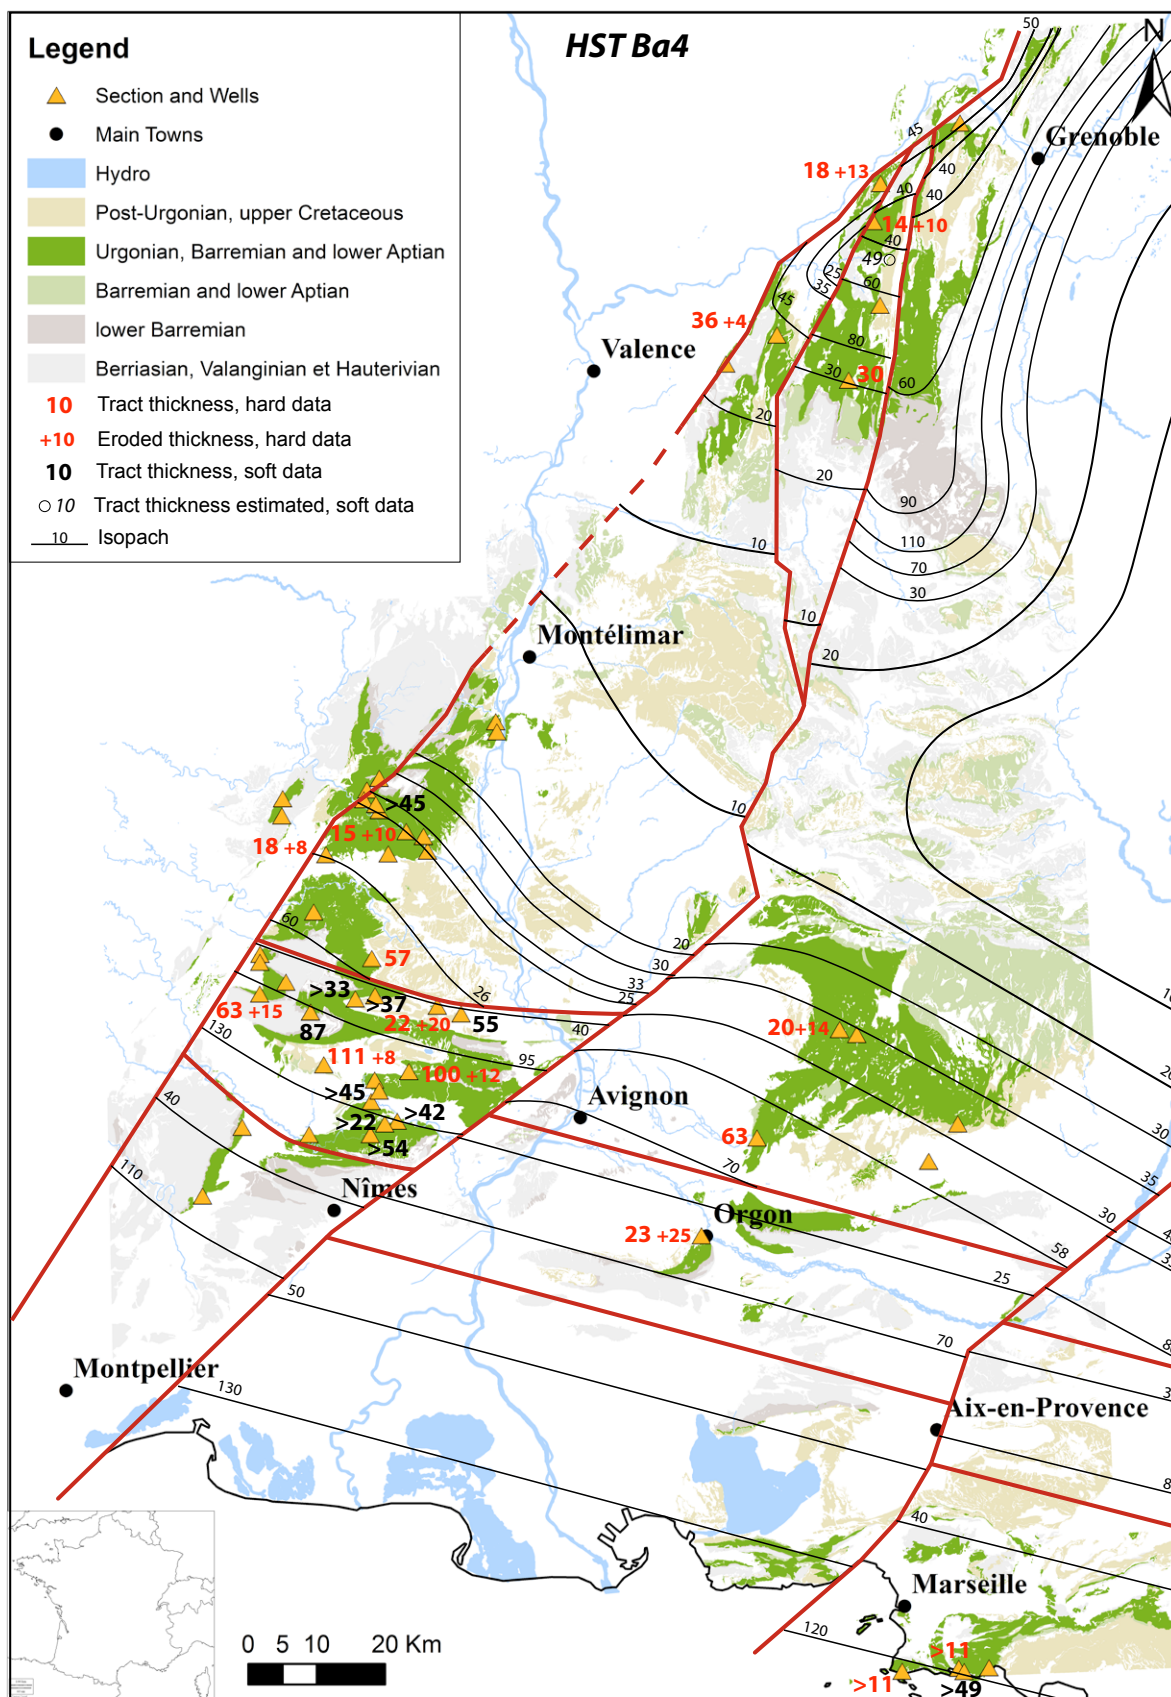 HST Ba4
Legend
Section and Wells
Main Towns
Hydro
Post-Urgonian, upper Cretaceous
Urgonian, Barremian and lower Aptian
Barremian and lower Aptian
lower Barremian
Berriasian, Valanginian et Hauterivian
10 Tract thickness, hard data
+10 Eroded thickness, hard data
10 Tract thickness, soft data
10 Tract thickness estimated, soft data
10 Isopach
N
50
45
Grenoble
40
18 +13
40
40
14 +10
40
49
25
60
35
45
36 +4
80
Valence
30
30
60
20
20
90
10
110
70
30
10
Montélimar
20
>45
10
15 +10
18 +8
60
20
57
30
33
26
25
>33
>37
63 +15
22 +20
55
87
40
130
20 +14
95
111 +8
100 +12
>45
40
>42
Avignon
>22
>54
63
110
70
Nîmes
Orgon
23 +25
10
20
30
35
30
58
25
50
70
Montpellier
130
Aix-en-Provence
40
Marseille
120
>11
>11
>49
0 5 10 20 Km